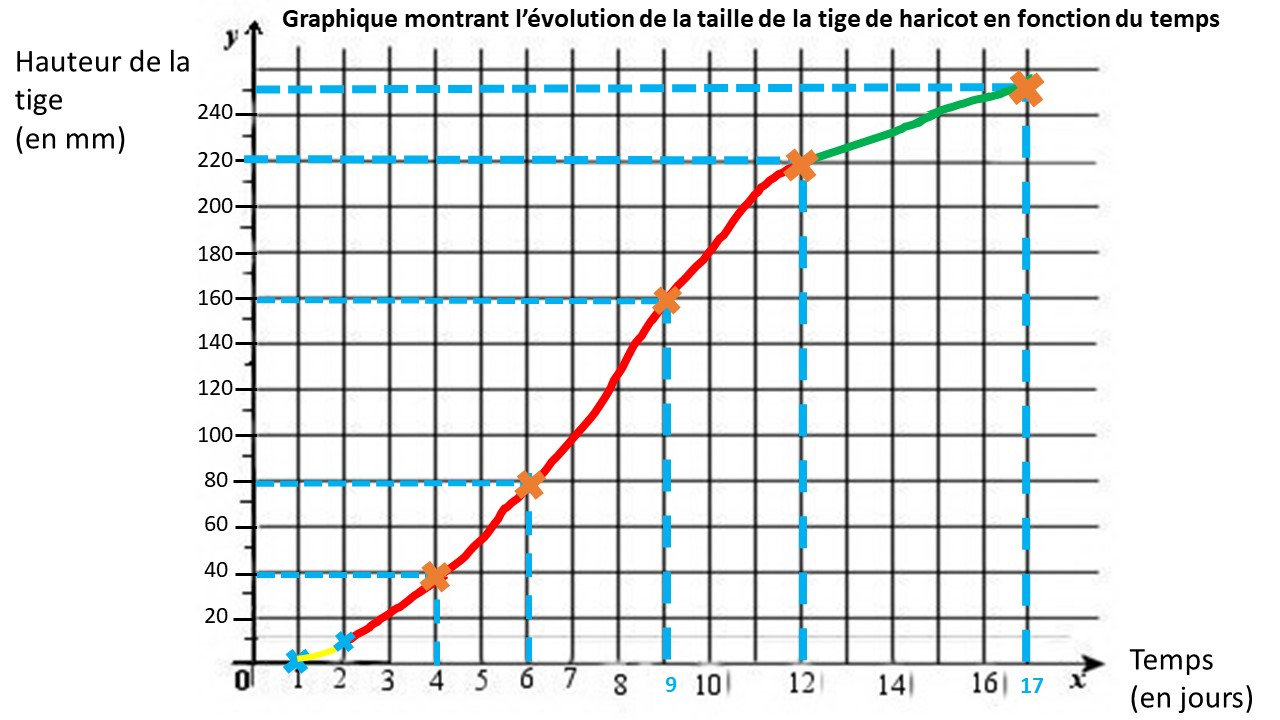 Graphique montrant l’évolution de la taille de la tige de haricot en fonction du temps
y
Hauteur de la
tige
(en mm)
240
220
200
180
160
140
120
100
80
60
40
20
0 1 2 3 4 5 6 7 8 9 10 12 14 16 17 x
Temps
(en jours)